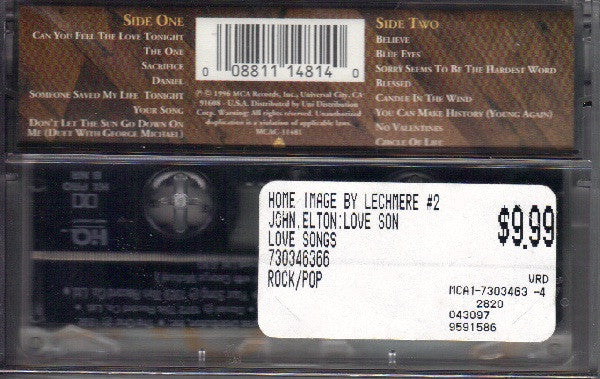 SIDE ONE
CAN YOU FEEL THE LOVE TONIGHT
THE ONE
SACRIFICE
DANIEL
SOMEONE SAVED MY LIFE TONIGHT
YOUR SONG
DON'T LET THE SUN GO DOWN ON
ME (DUET WITH GEORGE MICHAEL)
0 08811 14814 0
℗ © 1996 MCA Records, Inc., Universal City, CA
91608 - U.S.A. Distributed by Uni Distribution
Corp. Warning: All rights reserved. Unauthorized
duplication is a violation of applicable laws.
MCAC-11481
SIDE TWO
BELIEVE
BLUE EYES
SORRY SEEMS TO BE THE HARDEST WORD
BLESSED
CANDLE IN THE WIND
YOU CAN MAKE HISTORY (YOUNG AGAIN)
NO VALENTINES
CIRCLE OF LIFE
HOME IMAGE BY LECHMERE #2
JOHN.ELTON:LOVE SON
LOVE SONGS
730346366
ROCK/POP
$9.99
VRD
MCA1-7303463 -4
2820
043097
9591586